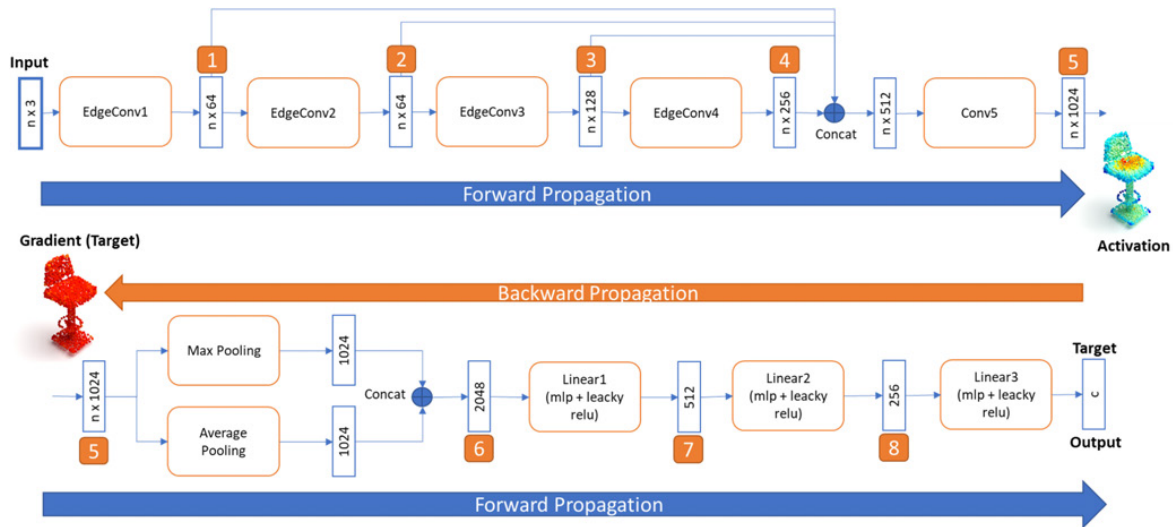 1
2
3
4
5
Input
n x 3
EdgeConv1
n x 64
EdgeConv2
n x 64
EdgeConv3
n x 128
EdgeConv4
n x 256
Concat
n x 512
Conv5
n x 1024
Forward Propagation
Activation
Gradient (Target)
Backward Propagation
n x 1024
5
Max Pooling
1024
Average
Pooling
1024
Concat
2048
6
Linear1
(mlp + leacky
relu)
512
7
Linear2
(mlp + leacky
relu)
256
8
Linear3
(mlp + leacky
relu)
Target
c
Output
Forward Propagation